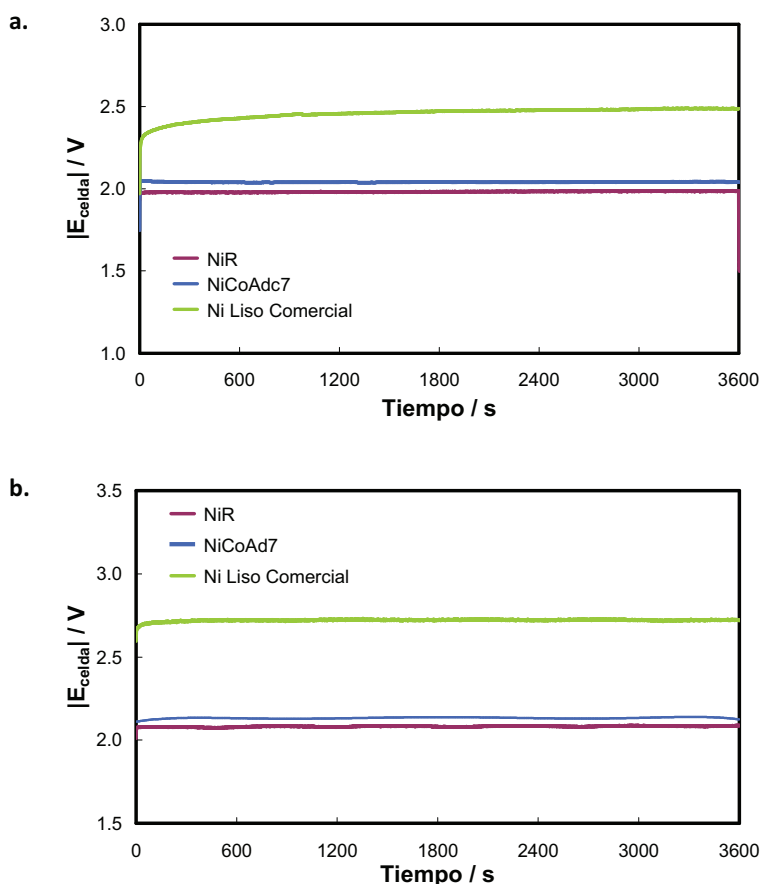 a.
3.0
2.5
2.0
1.5
1.0
|E_celda| / V
NiR
NiCoAdc7
Ni Liso Comercial
0 600 1200 1800 2400 3000 3600
Tiempo / s
b.
3.5
3.0
2.5
2.0
1.5
|E_celda| / V
NiR
NiCoAd7
Ni Liso Comercial
0 600 1200 1800 2400 3000 3600
Tiempo / s